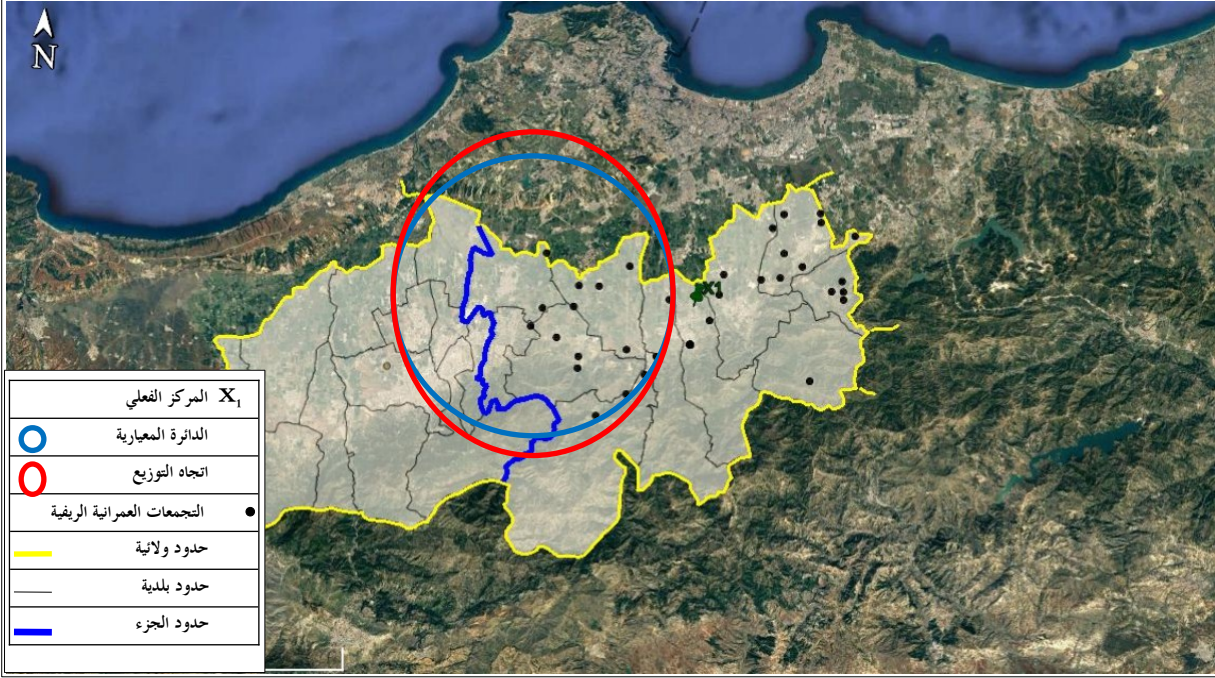 N
X1
X₁ المركز الفعلي
الدائرة المعيارية
اتجاه التوزيع
التجمعات العمرانية الريفية
حدود ولائية
حدود بلدية
حدود الجزء